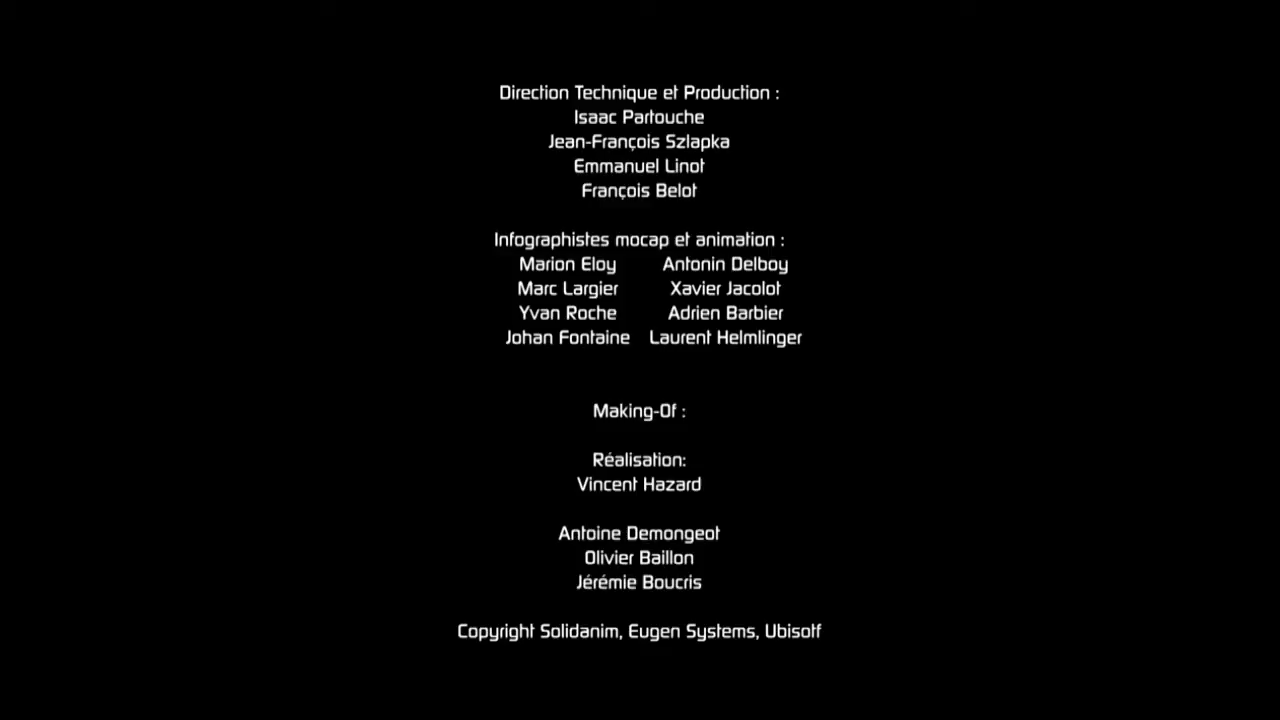 Direction Technique et Production :
Isaac Partouche
Jean-François Szlapka
Emmanuel Linot
François Belot
Infographistes mocap et animation :
Marion Eloy Antonin Delboy
Marc Largier Xavier Jacolot
Yvan Roche Adrien Barbier
Johan Fontaine Laurent Helmlinger
Making-Of :
Réalisation:
Vincent Hazard
Antoine Demongeot
Olivier Baillon
Jérémie Boucris
Copyright Solidanim, Eugen Systems, Ubisotf